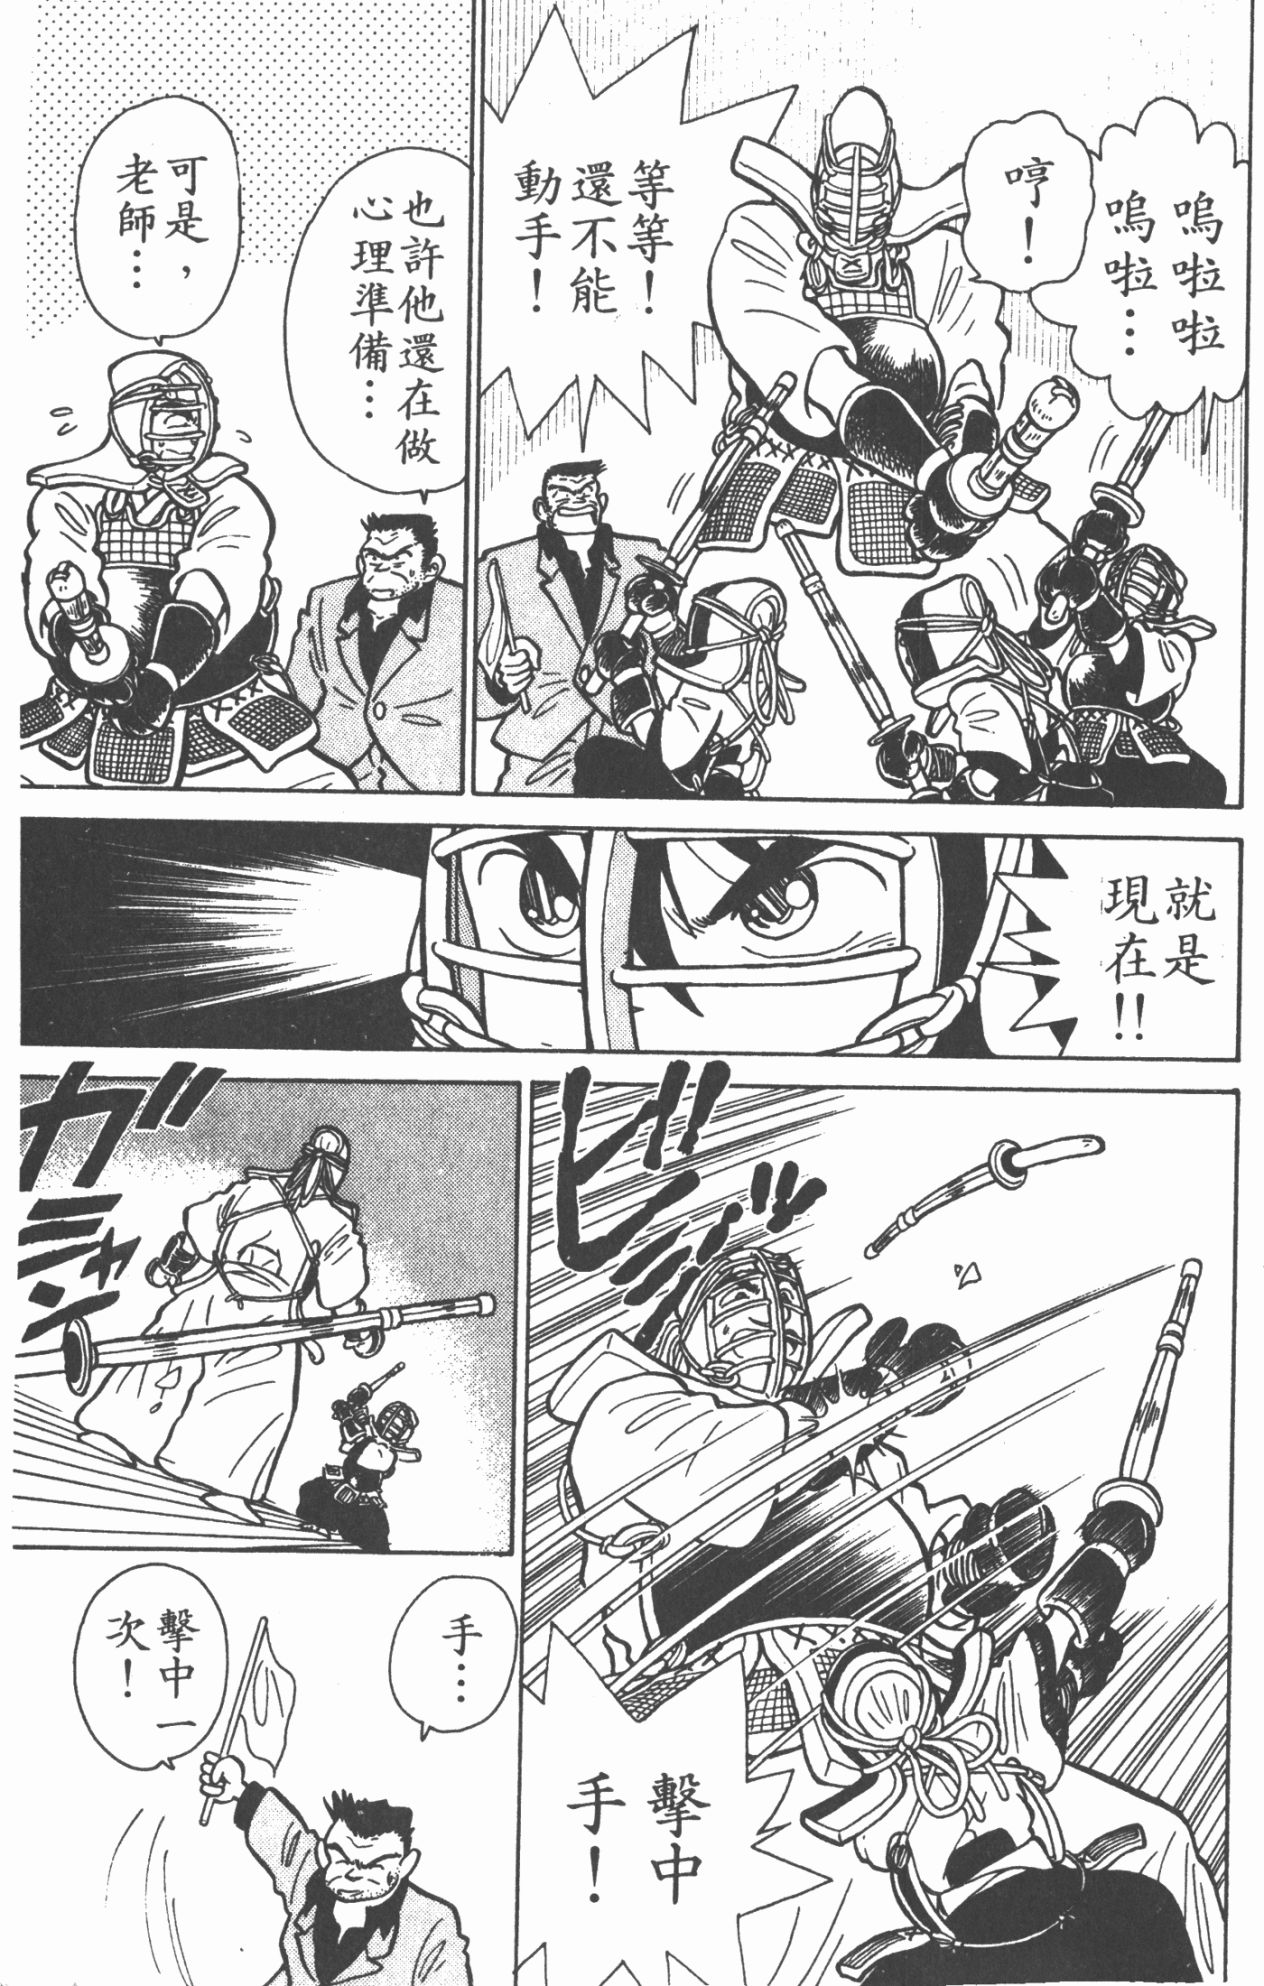 嗚啦啦
嗚啦…
哼！
等等！
還不能
動手！
也許他還在做
心理準備…
可是，
老師…
就是
現在!!
ビビッ
擊中
手！
ガシャン
手…
擊中一
次！